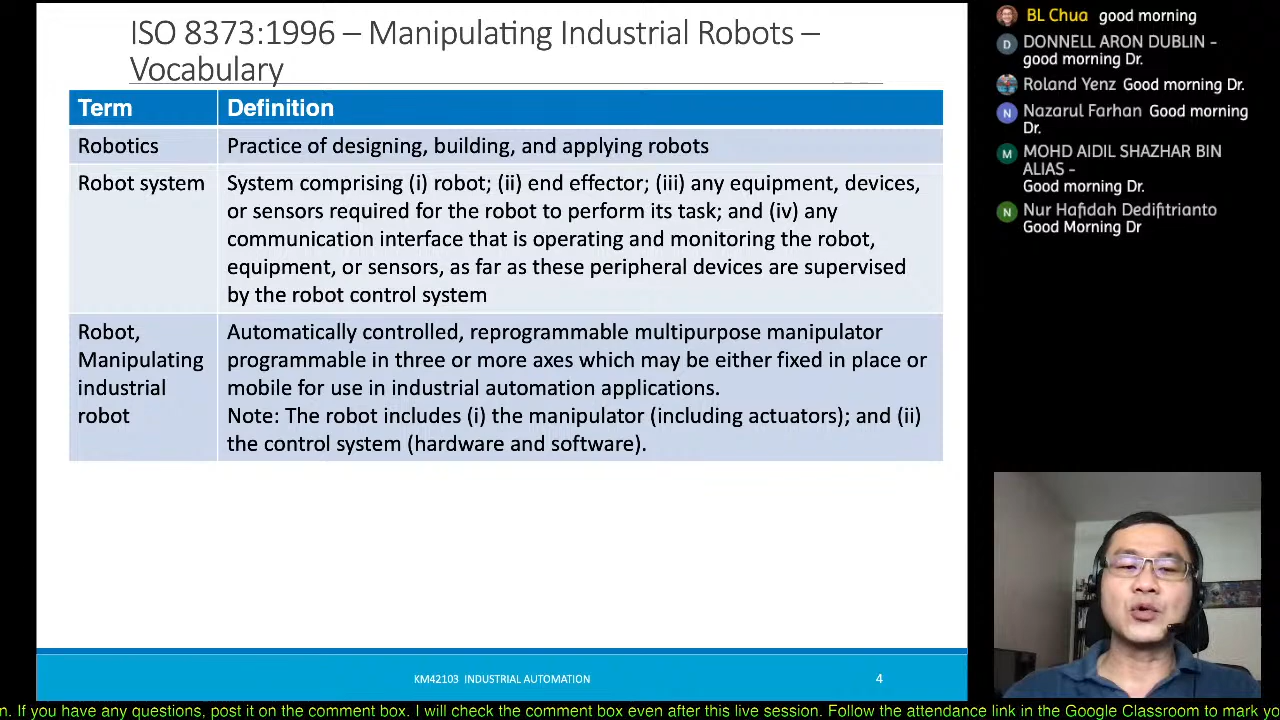 ISO 8373:1996 – Manipulating Industrial Robots –
Vocabulary
Term
Definition
Robotics
Practice of designing, building, and applying robots
Robot system
System comprising (i) robot; (ii) end effector; (iii) any equipment, devices,
or sensors required for the robot to perform its task; and (iv) any
communication interface that is operating and monitoring the robot,
equipment, or sensors, as far as these peripheral devices are supervised
by the robot control system
Robot,
Manipulating
industrial
robot
Automatically controlled, reprogrammable multipurpose manipulator
programmable in three or more axes which may be either fixed in place or
mobile for use in industrial automation applications.
Note: The robot includes (i) the manipulator (including actuators); and (ii)
the control system (hardware and software).
KM42103 INDUSTRIAL AUTOMATION
4
BL Chua good morning
D DONNELL ARON DUBLIN -
good morning Dr.
Roland Yenz Good morning Dr.
N Nazarul Farhan Good morning
Dr.
M MOHD AIDIL SHAZHAR BIN
ALIAS -
Good morning Dr.
N Nur Hafidah Dedifitrianto
Good Morning Dr
n. If you have any questions, post it on the comment box. I will check the comment box even after this live session. Follow the attendance link in the Google Classroom to mark yo